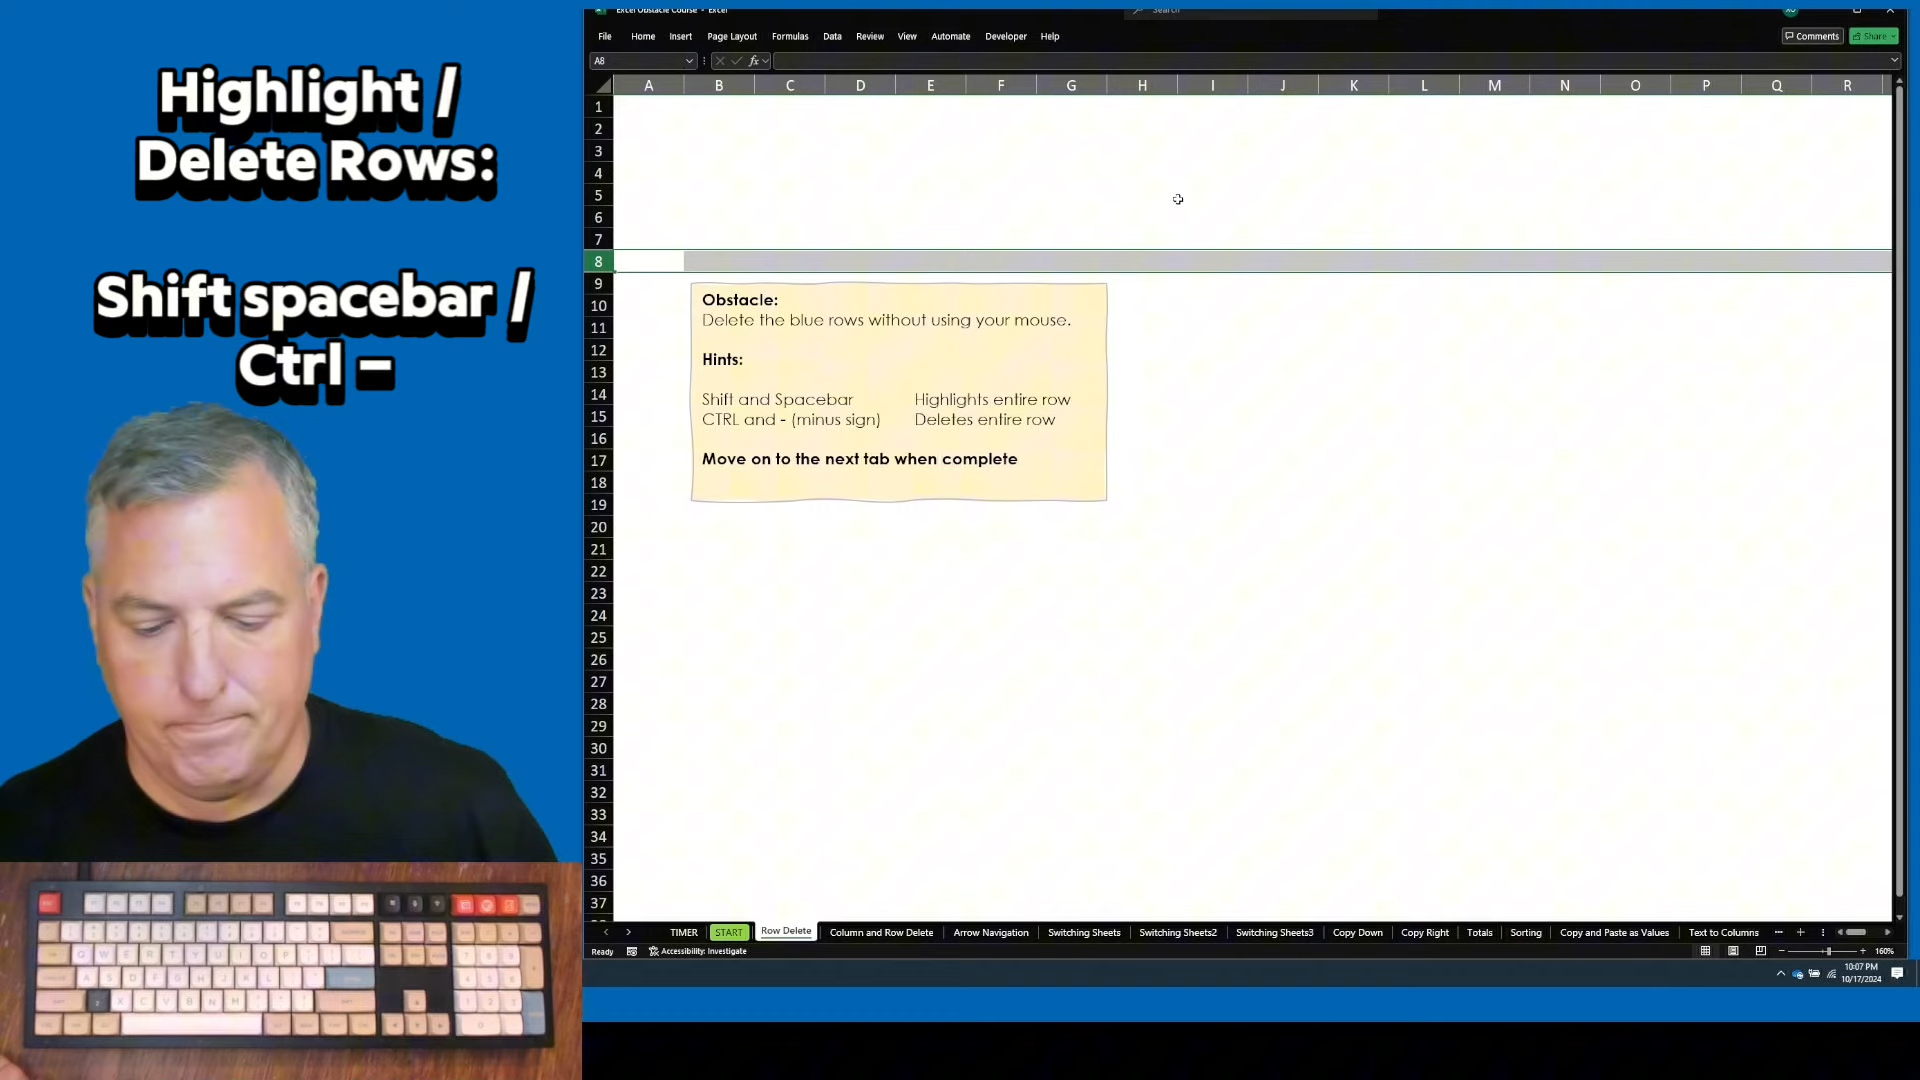 Highlight /
Delete Rows:
Shift spacebar /
Ctrl –
Excel Obstacle Course - Excel
Search
File Home Insert Page Layout Formulas Data Review View Automate Developer Help
Comments Share
A8
fx
A B C D E F G H I J K L M N O P Q R
1
2
3
4
5
6
7
8
9
10
11
12
13
14
15
16
17
18
19
20
21
22
23
24
25
26
27
28
29
30
31
32
33
34
35
36
37
Obstacle:
Delete the blue rows without using your mouse.
Hints:
Shift and Spacebar Highlights entire row
CTRL and - (minus sign) Deletes entire row
Move on to the next tab when complete
TIMER START Row Delete Column and Row Delete Arrow Navigation Switching Sheets Switching Sheets2 Switching Sheets3 Copy Down Copy Right Totals Sorting Copy and Paste as Values Text to Columns
Ready Accessibility: Investigate 160%
10:07 PM
10/17/2024